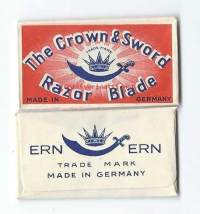 The Crown & Sword
TRADE MARK
Razor Blade
MADE IN GERMANY
ERN ERN
TRADE MARK
MADE IN GERMANY